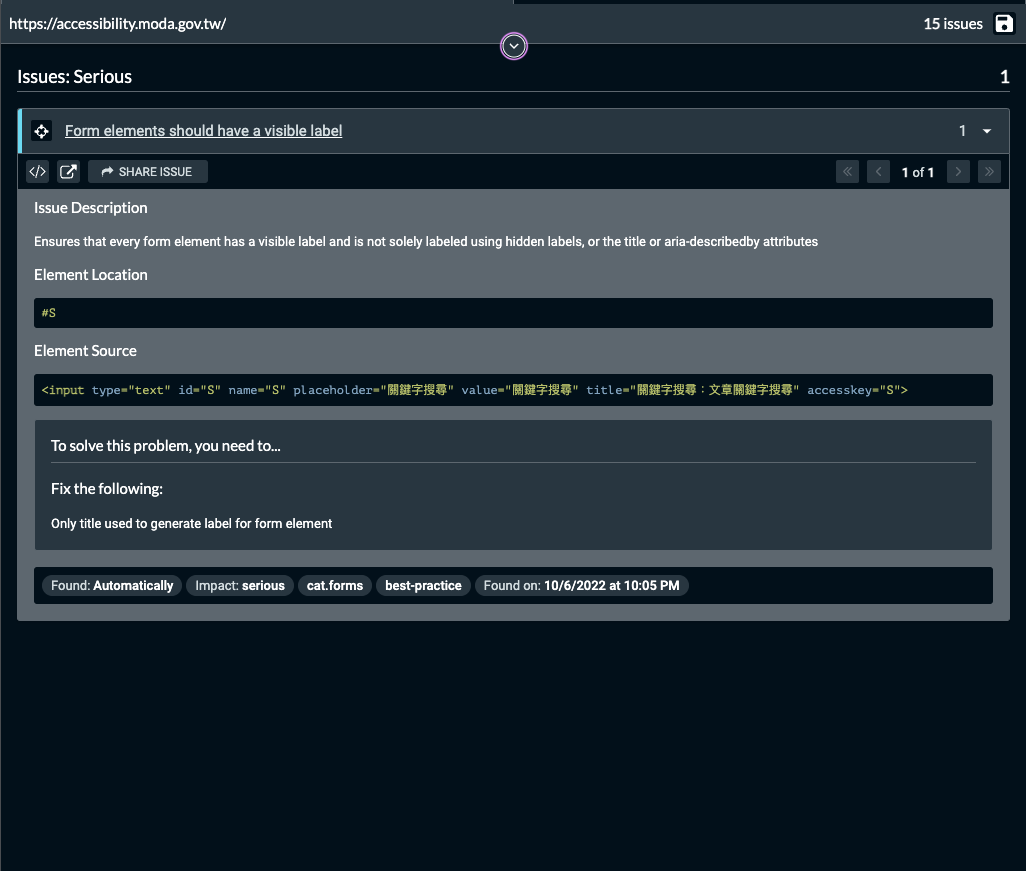 https://accessibility.moda.gov.tw/
15 issues
Issues: Serious
1
Form elements should have a visible label
1
</>
SHARE ISSUE
1 of 1
Issue Description
Ensures that every form element has a visible label and is not solely labeled using hidden labels, or the title or aria-describedby attributes
Element Location
#S
Element Source
<input type="text" id="S" name="S" placeholder="關鍵字搜尋" value="關鍵字搜尋" title="關鍵字搜尋：文章關鍵字搜尋" accesskey="S">
To solve this problem, you need to...
Fix the following:
Only title used to generate label for form element
Found: Automatically
Impact: serious
cat.forms
best-practice
Found on: 10/6/2022 at 10:05 PM